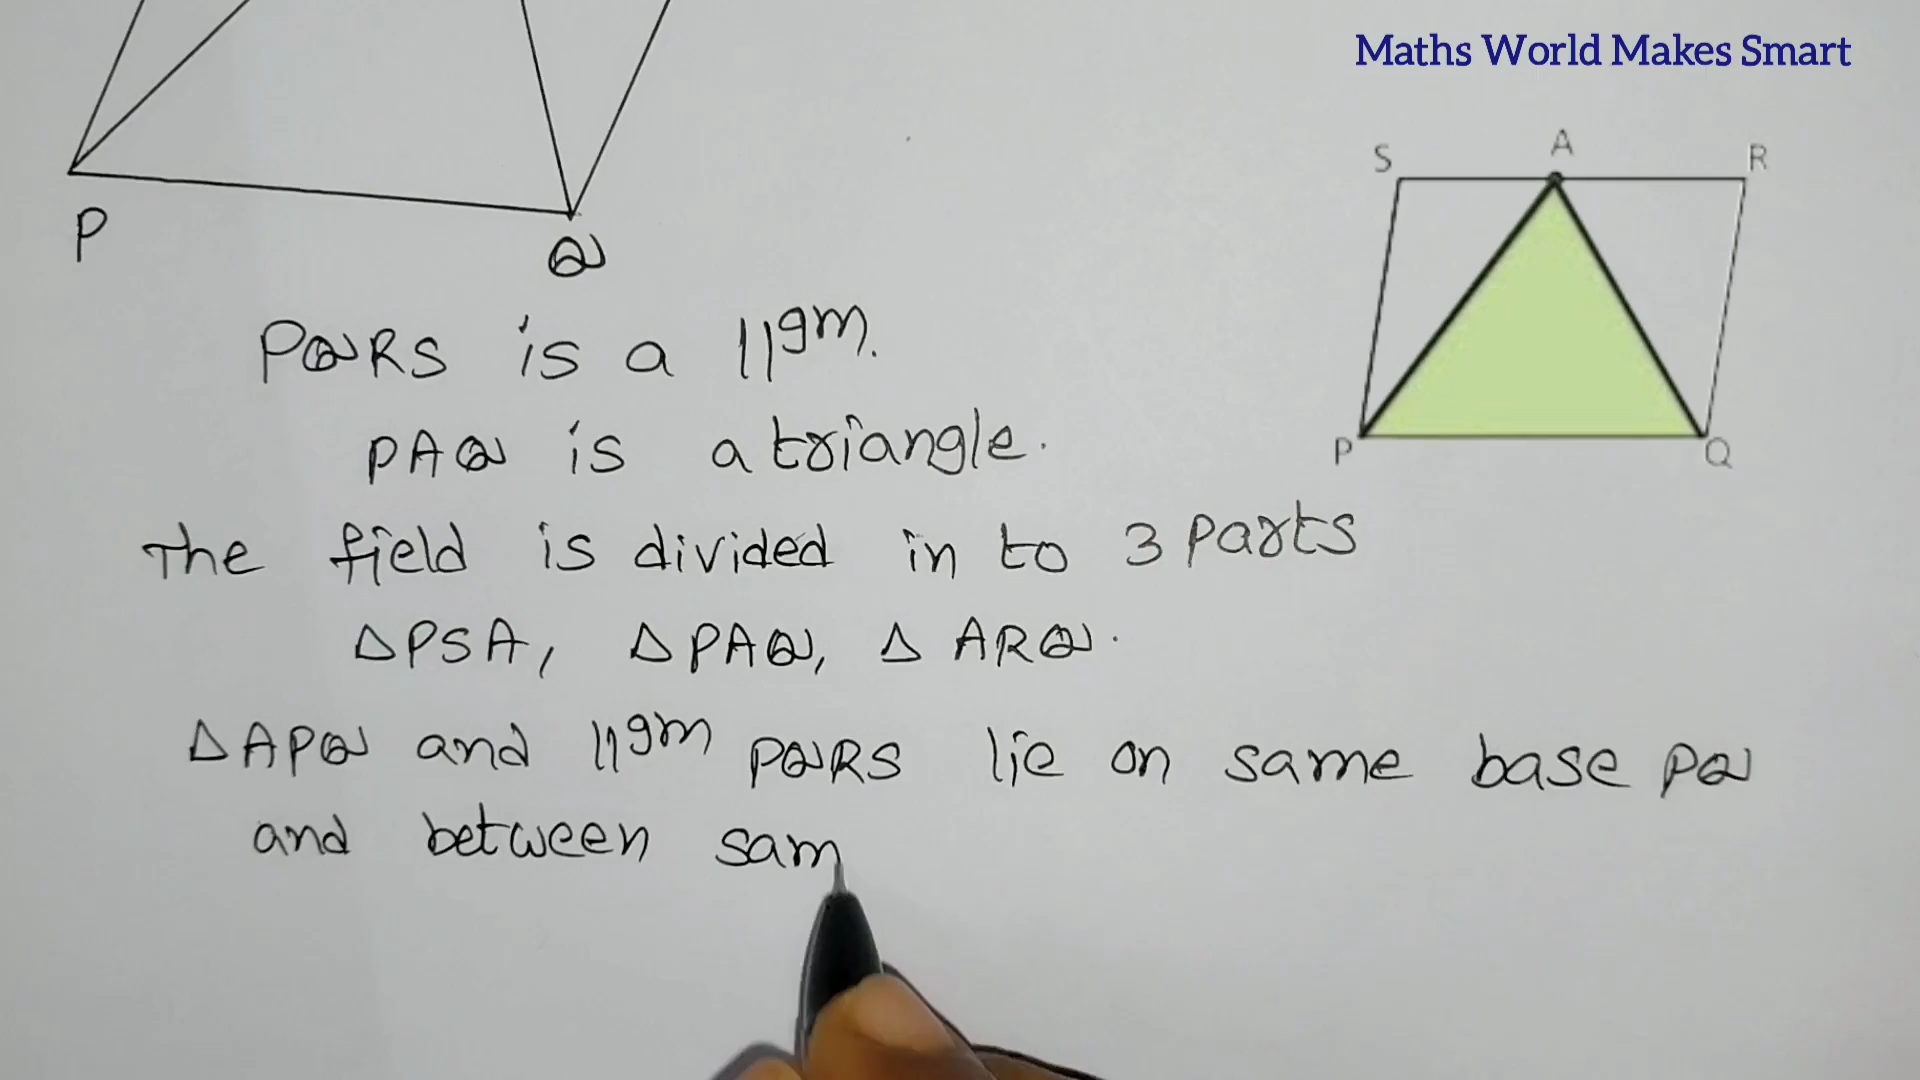 Maths World Makes Smart
S A R
P Q
P
Q
PQRS is a ||gm.
PAQ is a triangle.
The field is divided in to 3 parts
ΔPSA, ΔPAQ, Δ ARQ.
ΔAPQ and ||gm PQRS lie on same base PQ
and between sam